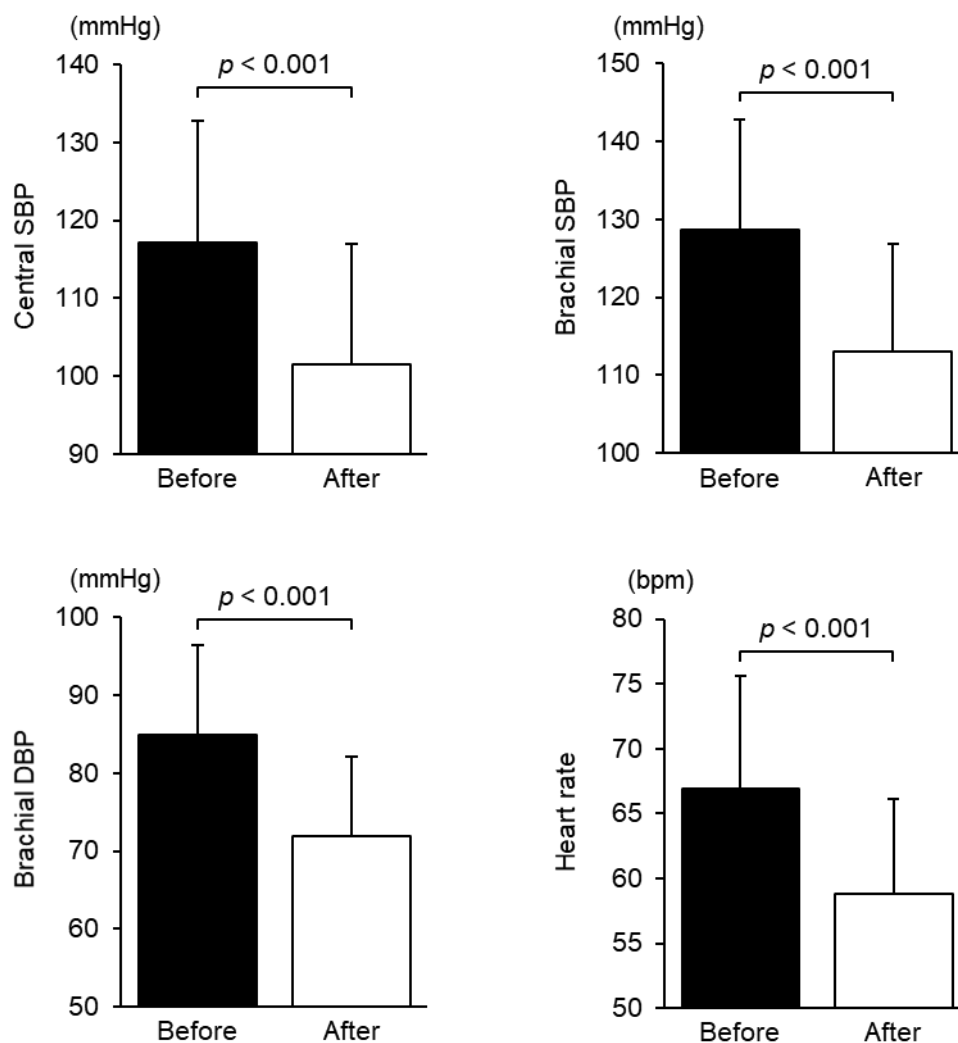 (mmHg)
Central SBP
140
130
120
110
100
90
p < 0.001
Before After
(mmHg)
Brachial SBP
150
140
130
120
110
100
p < 0.001
Before After
(mmHg)
Brachial DBP
100
90
80
70
60
50
p < 0.001
Before After
(bpm)
Heart rate
80
75
70
65
60
55
50
p < 0.001
Before After